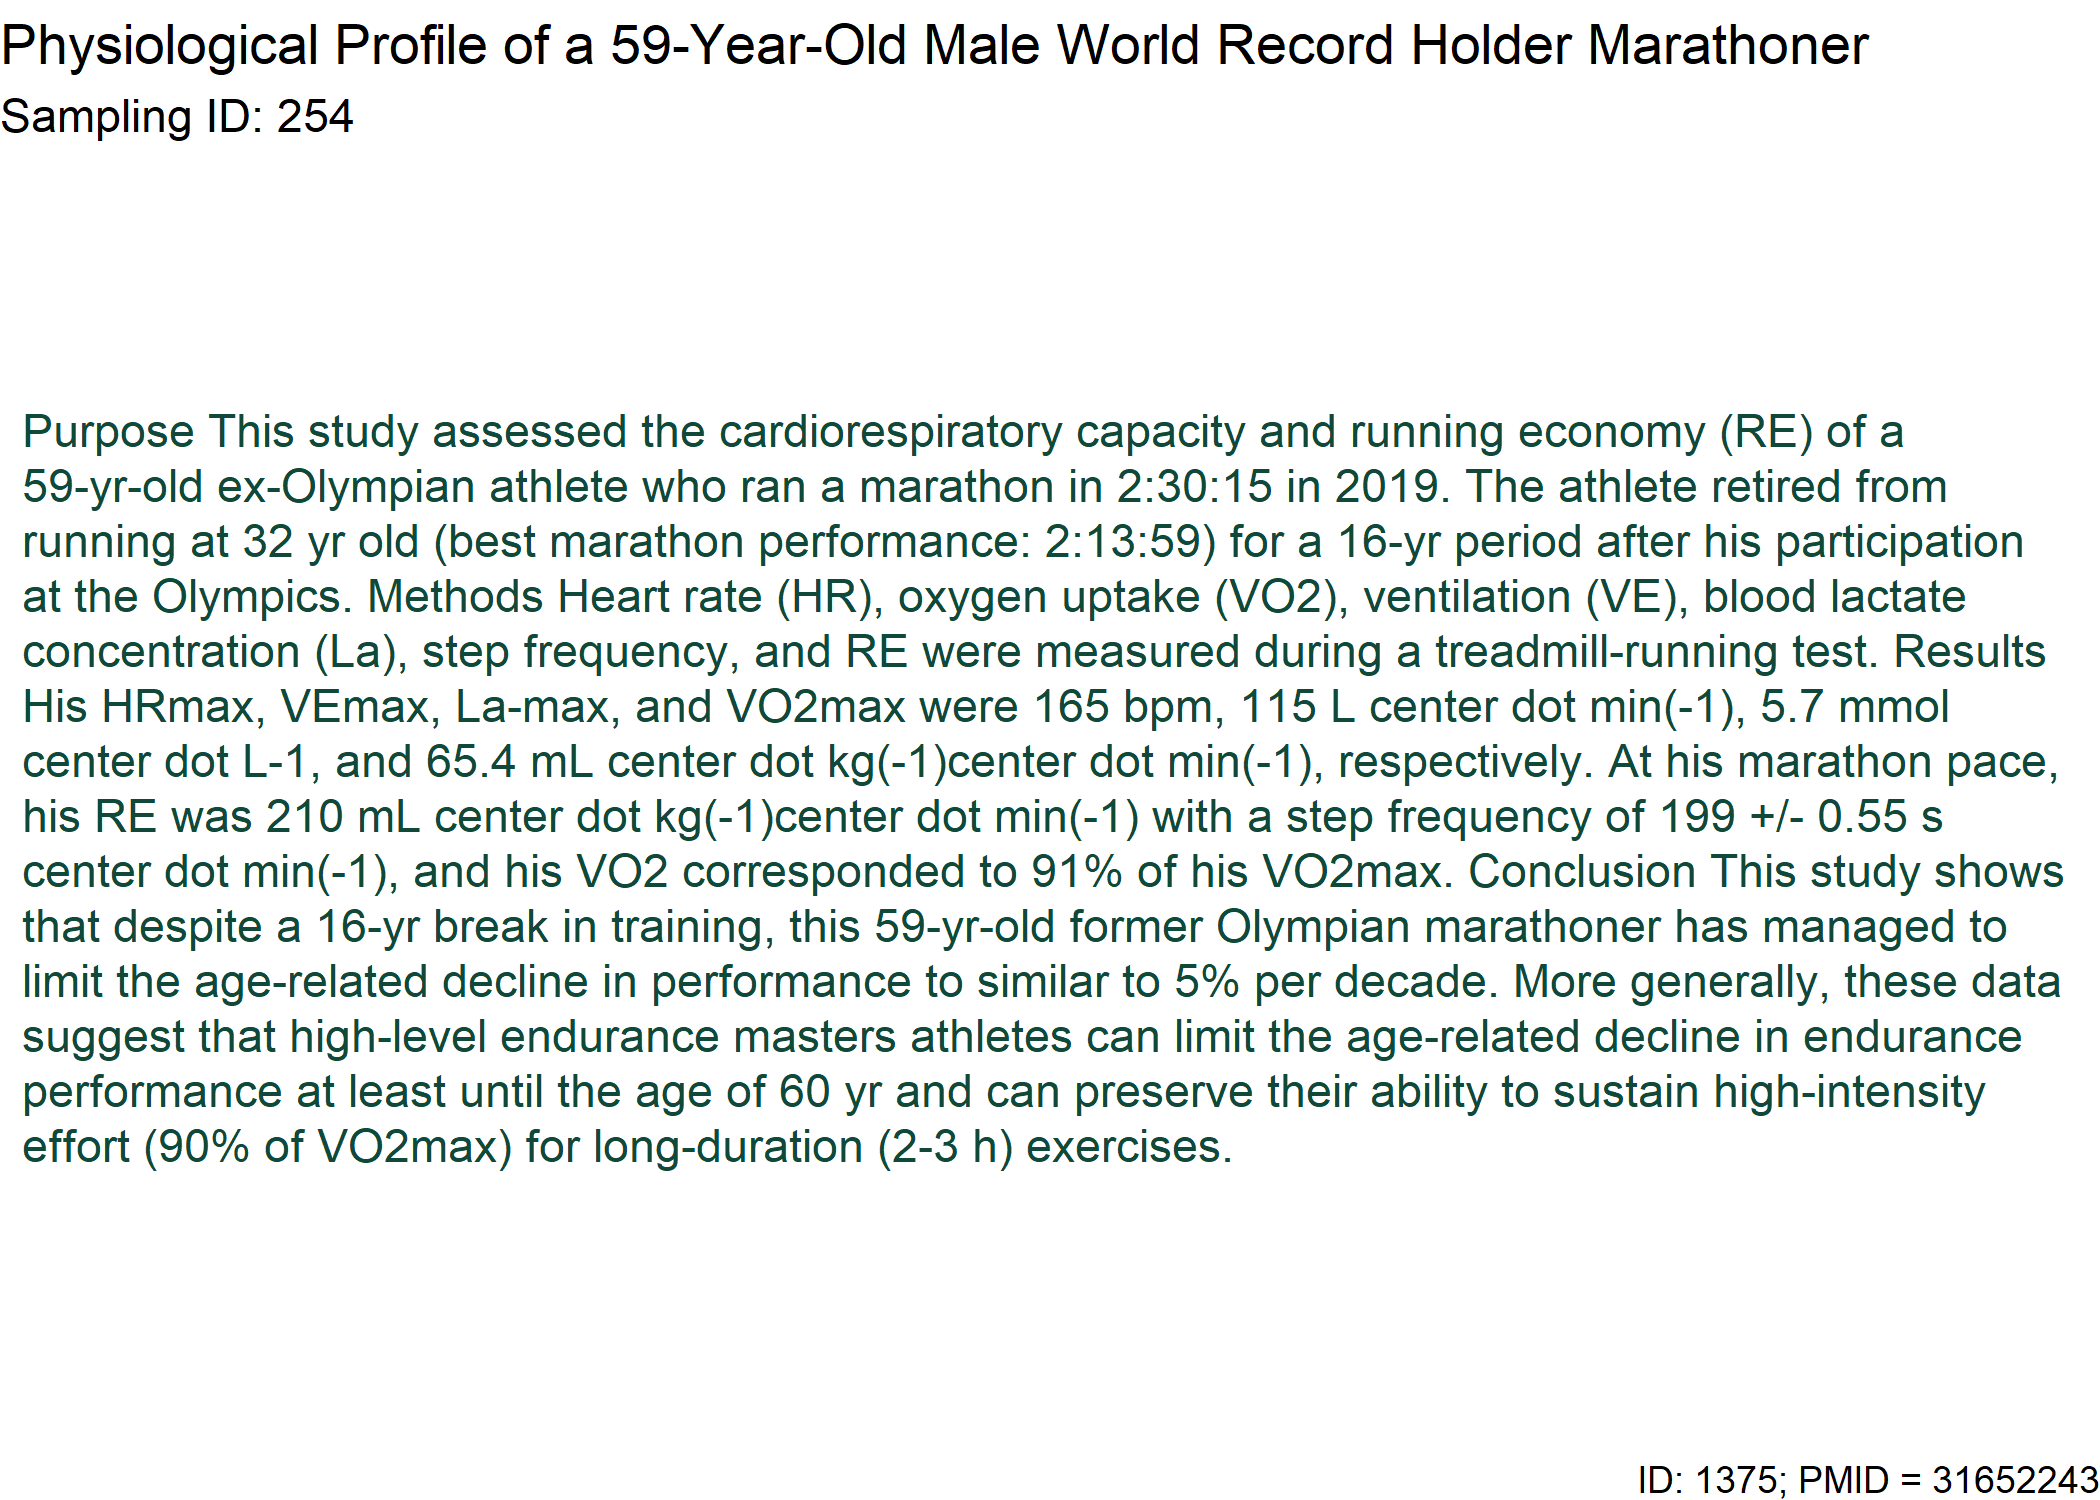 Physiological Profile of a 59-Year-Old Male World Record Holder Marathoner
Sampling ID: 254
Purpose This study assessed the cardiorespiratory capacity and running economy (RE) of a
59-yr-old ex-Olympian athlete who ran a marathon in 2:30:15 in 2019. The athlete retired from
running at 32 yr old (best marathon performance: 2:13:59) for a 16-yr period after his participation
at the Olympics. Methods Heart rate (HR), oxygen uptake (VO2), ventilation (VE), blood lactate
concentration (La), step frequency, and RE were measured during a treadmill-running test. Results
His HRmax, VEmax, La-max, and VO2max were 165 bpm, 115 L center dot min(-1), 5.7 mmol
center dot L-1, and 65.4 mL center dot kg(-1)center dot min(-1), respectively. At his marathon pace,
his RE was 210 mL center dot kg(-1)center dot min(-1) with a step frequency of 199 +/- 0.55 s
center dot min(-1), and his VO2 corresponded to 91% of his VO2max. Conclusion This study shows
that despite a 16-yr break in training, this 59-yr-old former Olympian marathoner has managed to
limit the age-related decline in performance to similar to 5% per decade. More generally, these data
suggest that high-level endurance masters athletes can limit the age-related decline in endurance
performance at least until the age of 60 yr and can preserve their ability to sustain high-intensity
effort (90% of VO2max) for long-duration (2-3 h) exercises.
ID: 1375; PMID = 31652243